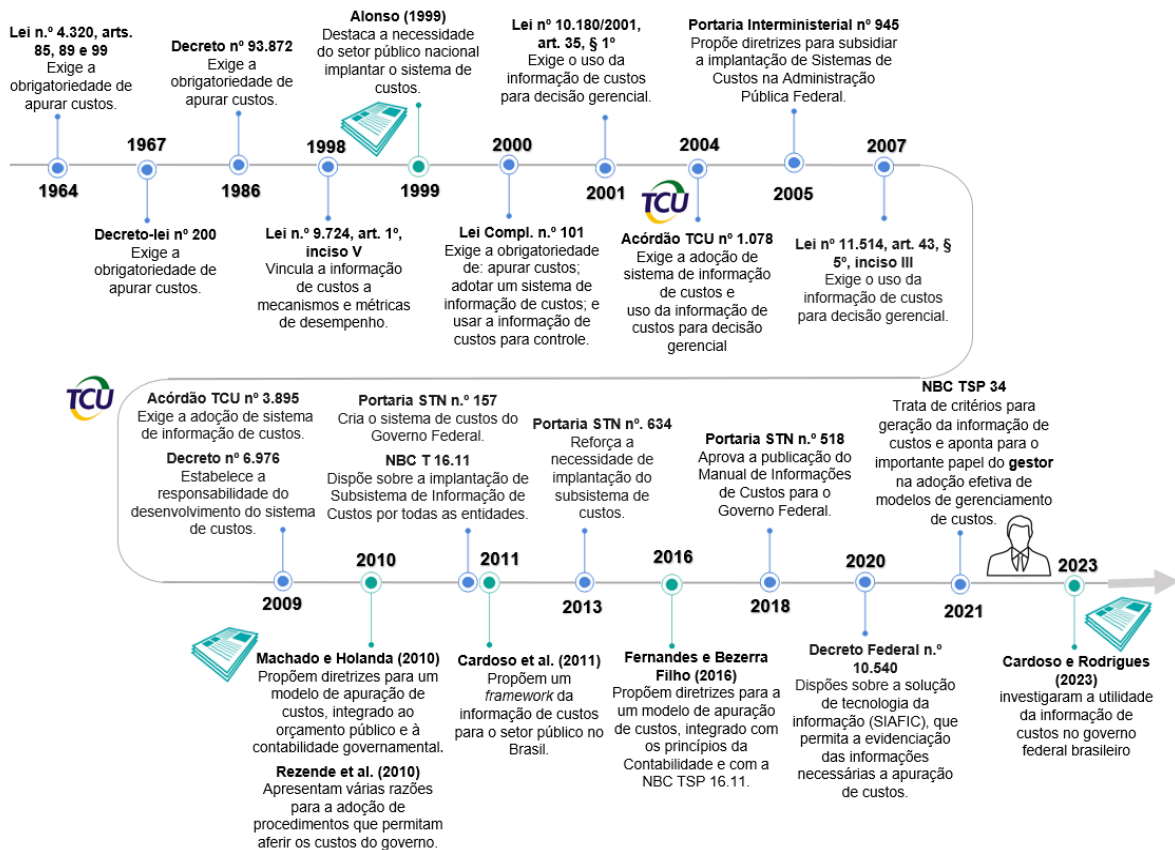 Lei n.º 4.320, arts.
85, 89 e 99
Exige a
obrigatoriedade de
apurar custos.
Decreto nº 93.872
Exige a
obrigatoriedade de
apurar custos.
Alonso (1999)
Destaca a necessidade
do setor público nacional
implantar o sistema de
custos.
Lei nº 10.180/2001,
art. 35, § 1º
Exige o uso da
informação de custos
para decisão gerencial.
Portaria Interministerial nº 945
Propõe diretrizes para subsidiar
a implantação de Sistemas de
Custos na Administração
Pública Federal.
1964
1967
1986
1998
1999
2000
2001
2004
2005
2007
Decreto-lei nº 200
Exige a
obrigatoriedade de
apurar custos.
Lei n.º 9.724, art. 1º,
inciso V
Vincula a informação
de custos a
mecanismos e métricas
de desempenho.
Lei Compl. n.º 101
Exige a obrigatoriedade
de: apurar custos;
adotar um sistema de
informação de custos; e
usar a informação de
custos para controle.
TCU
Acórdão TCU nº 1.078
Exige a adoção de
sistema de informação
de custos e
uso da informação de
custos para decisão
gerencial
Lei nº 11.514, art. 43, §
5º, inciso III
Exige o uso da
informação de custos
para decisão gerencial.
TCU
Acórdão TCU nº 3.895
Exige a adoção de sistema
de informação de custos.
Decreto nº 6.976
Estabelece a
responsabilidade do
desenvolvimento do sistema
de custos.
Portaria STN n.º 157
Cria o sistema de custos do
Governo Federal.
NBC T 16.11
Dispõe sobre a implantação de
Subsistema de Informação de
Custos por todas as entidades.
Portaria STN nº. 634
Reforça a
necessidade de
implantação do
subsistema de
custos.
Portaria STN n.º 518
Aprova a publicação do
Manual de Informações
de Custos para o
Governo Federal.
NBC TSP 34
Trata de critérios para
geração da informação de
custos e aponta para o
importante papel do gestor
na adoção efetiva de
modelos de gerenciamento
de custos.
2009
2010
2011
2013
2016
2018
2020
2021
2023
Machado e Holanda (2010)
Propõem diretrizes para um
modelo de apuração de
custos, integrado ao
orçamento público e à
contabilidade governamental.
Rezende et al. (2010)
Apresentam várias razões
para a adoção de
procedimentos que permitam
aferir os custos do governo.
Cardoso et al. (2011)
Propõem um
framework da
informação de custos
para o setor público no
Brasil.
Fernandes e Bezerra
Filho (2016)
Propõem diretrizes para a
um modelo de apuração
de custos, integrado com
os princípios da
Contabilidade e com a
NBC TSP 16.11.
Decreto Federal n.º
10.540
Dispões sobre a solução
de tecnologia da
informação (SIAFIC), que
permita a evidenciação
das informações
necessárias a apuração
de custos.
Cardoso e Rodrigues
(2023)
investigaram a utilidade
da informação de
custos no governo
federal brasileiro